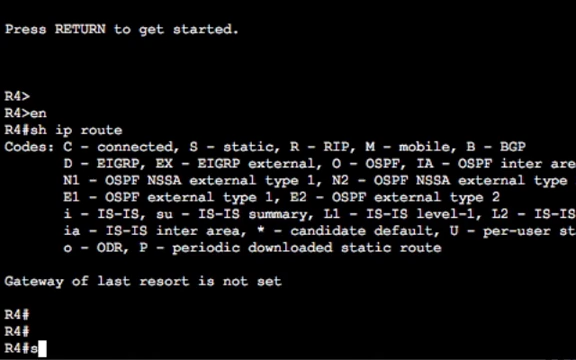 Press RETURN to get started.
R4>
R4>en
R4#sh ip route
Codes: C - connected, S - static, R - RIP, M - mobile, B - BGP
D - EIGRP, EX - EIGRP external, O - OSPF, IA - OSPF inter area
N1 - OSPF NSSA external type 1, N2 - OSPF NSSA external type
E1 - OSPF external type 1, E2 - OSPF external type 2
i - IS-IS, su - IS-IS summary, L1 - IS-IS level-1, L2 - IS-IS
ia - IS-IS inter area, * - candidate default, U - per-user st
o - ODR, P - periodic downloaded static route
Gateway of last resort is not set
R4#
R4#
R4#s